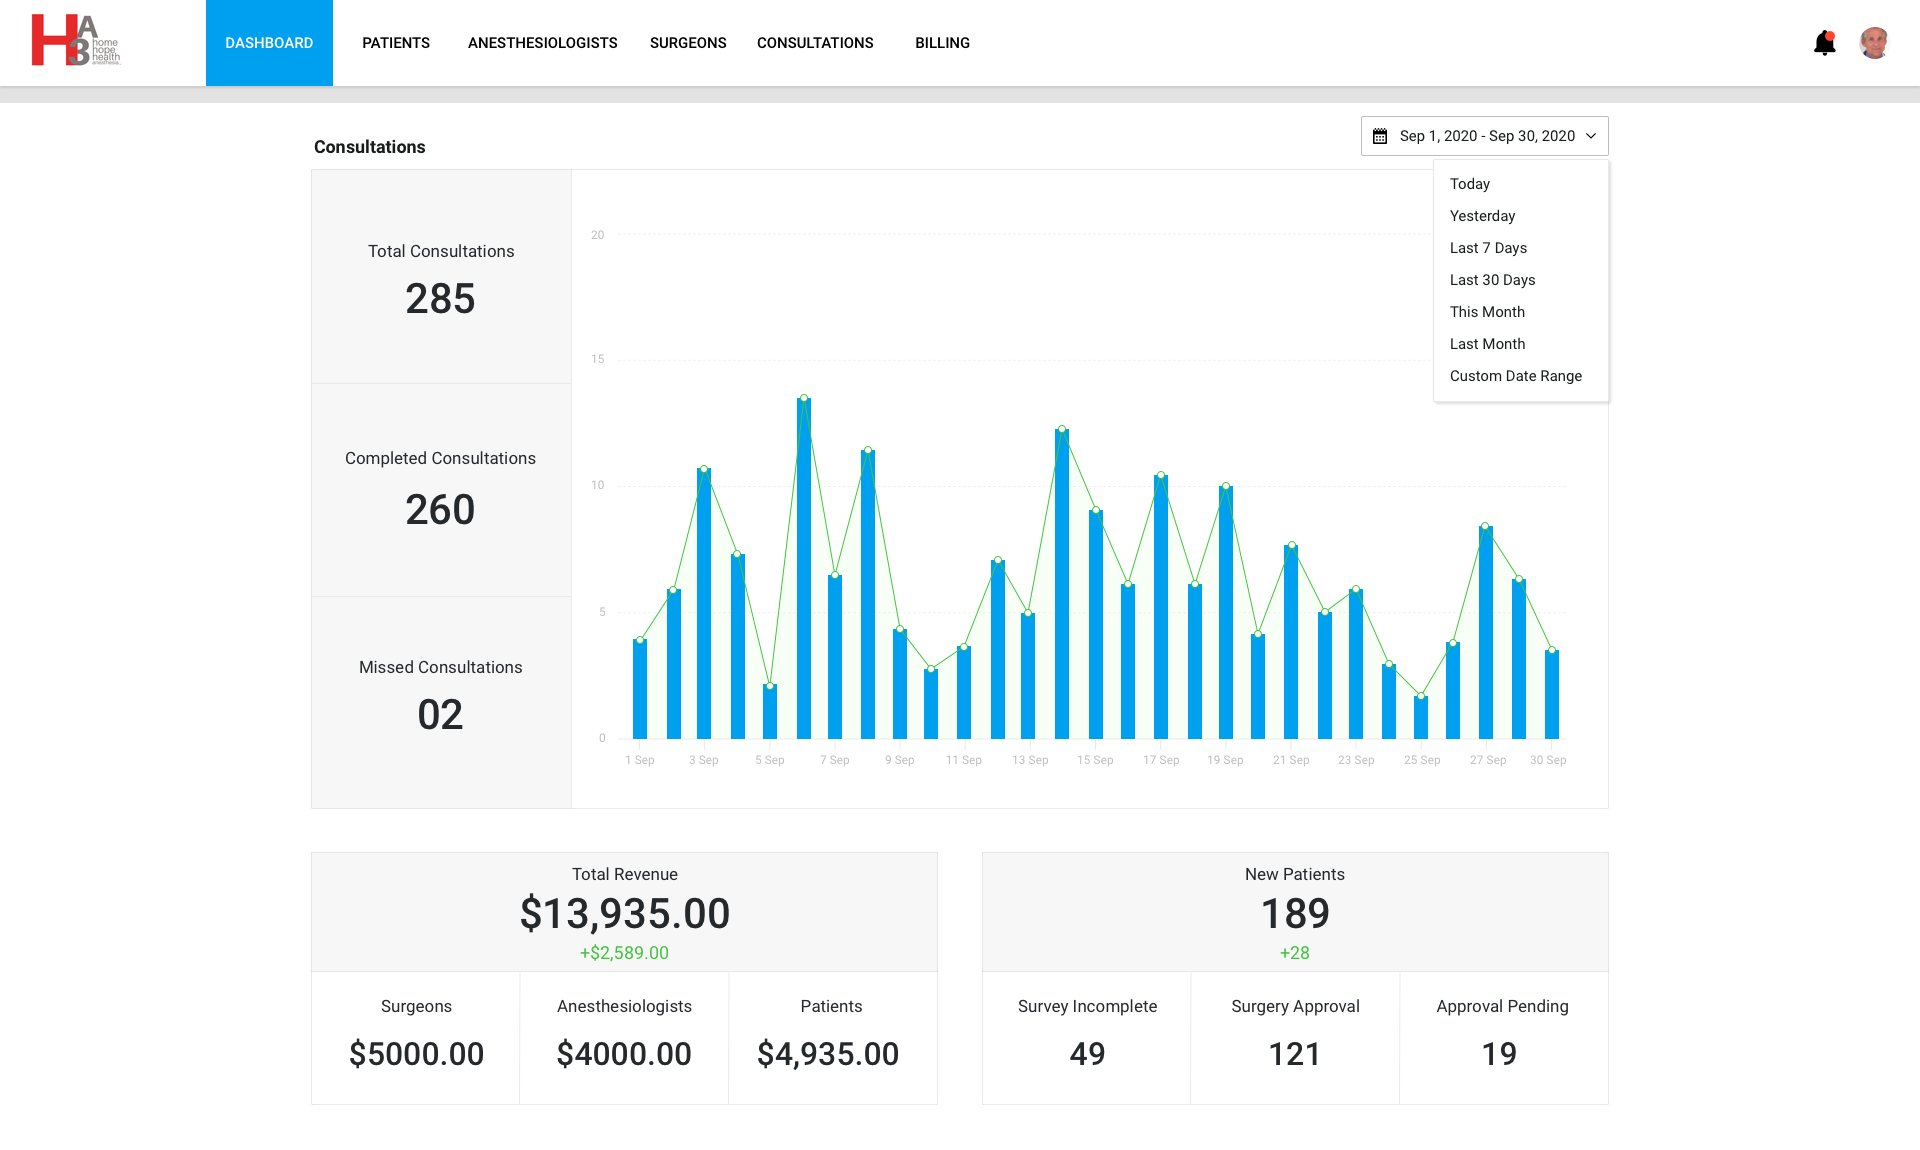 HA3
home
hope
health
anesthesia
DASHBOARD
PATIENTS
ANESTHESIOLOGISTS
SURGEONS
CONSULTATIONS
BILLING
Consultations
Sep 1, 2020 - Sep 30, 2020
Today
Yesterday
Last 7 Days
Last 30 Days
This Month
Last Month
Custom Date Range
Total Consultations
285
Completed Consultations
260
Missed Consultations
02
20
15
10
5
0
1 Sep
3 Sep
5 Sep
7 Sep
9 Sep
11 Sep
13 Sep
15 Sep
17 Sep
19 Sep
21 Sep
23 Sep
25 Sep
27 Sep
30 Sep
Total Revenue
$13,935.00
+$2,589.00
Surgeons
$5000.00
Anesthesiologists
$4000.00
Patients
$4,935.00
New Patients
189
+28
Survey Incomplete
49
Surgery Approval
121
Approval Pending
19